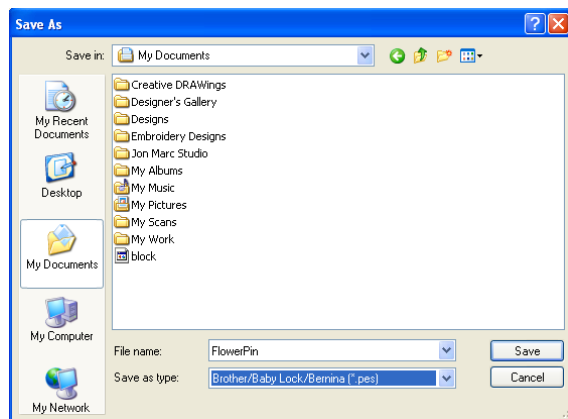 Save As
Save in:
My Documents
My Recent
Documents
Desktop
My Documents
My Computer
My Network
Creative DRAWings
Designer's Gallery
Designs
Embroidery Designs
Jon Marc Studio
My Albums
My Music
My Pictures
My Scans
My Work
block
File name:
FlowerPin
Save
Save as type:
Brother/Baby Lock/Bernina (*.pes)
Cancel